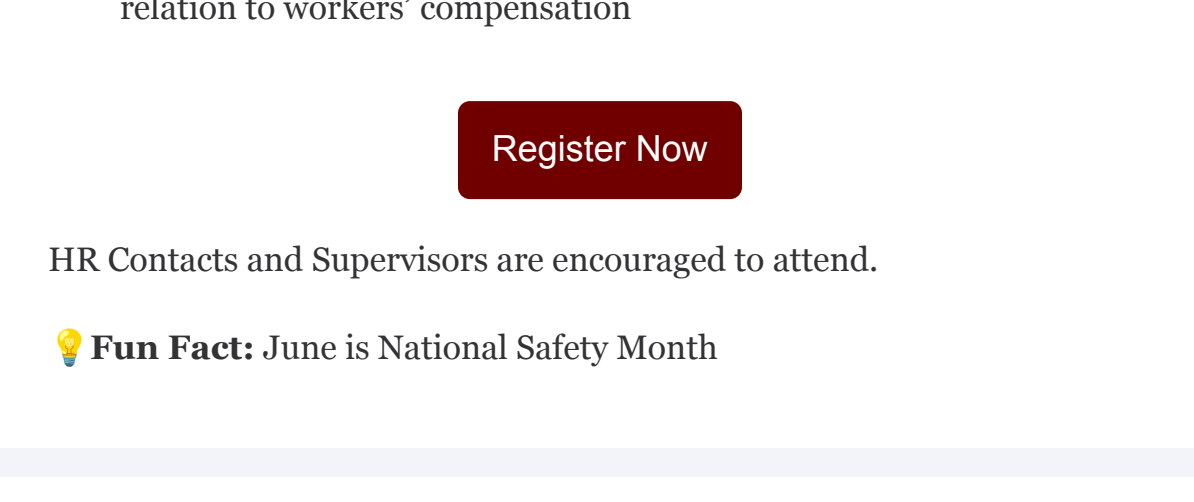 relation to workers’ compensation
Register Now
HR Contacts and Supervisors are encouraged to attend.
💡Fun Fact: June is National Safety Month